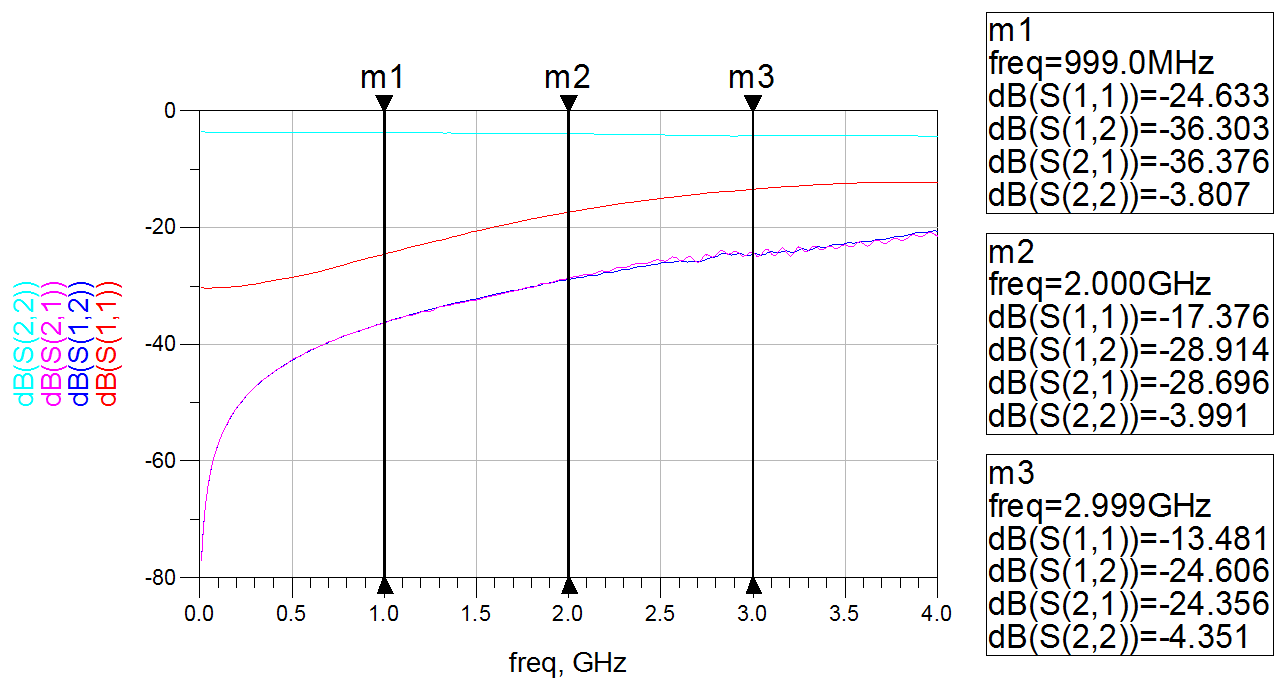 m1
m2
m3
0
-20
-40
-60
-80
0.0
0.5
1.0
1.5
2.0
2.5
3.0
3.5
4.0
freq, GHz
dB(S(2,2))
dB(S(2,1))
dB(S(1,2))
dB(S(1,1))
m1
freq=999.0MHz
dB(S(1,1))=-24.633
dB(S(1,2))=-36.303
dB(S(2,1))=-36.376
dB(S(2,2))=-3.807
m2
freq=2.000GHz
dB(S(1,1))=-17.376
dB(S(1,2))=-28.914
dB(S(2,1))=-28.696
dB(S(2,2))=-3.991
m3
freq=2.999GHz
dB(S(1,1))=-13.481
dB(S(1,2))=-24.606
dB(S(2,1))=-24.356
dB(S(2,2))=-4.351